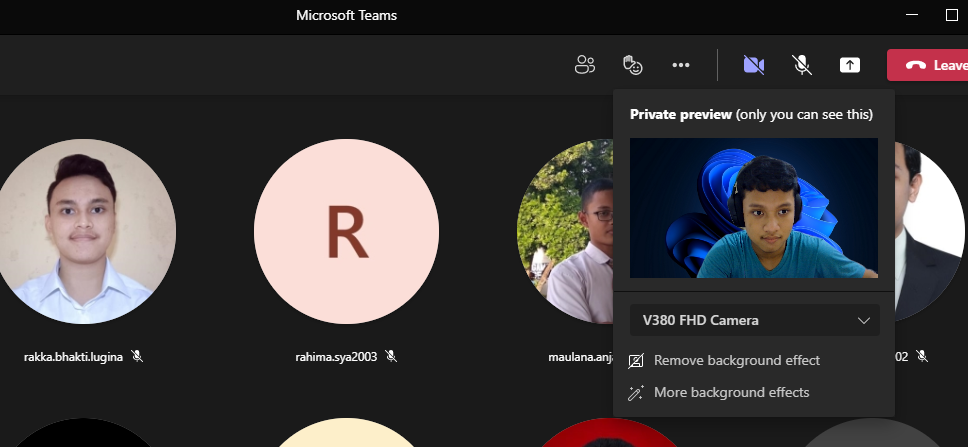 Microsoft Teams
Leave
Private preview (only you can see this)
R
V380 FHD Camera
rakka.bhakti.lugina
rahima.sya2003
maulana.anj
02
Remove background effect
More background effects